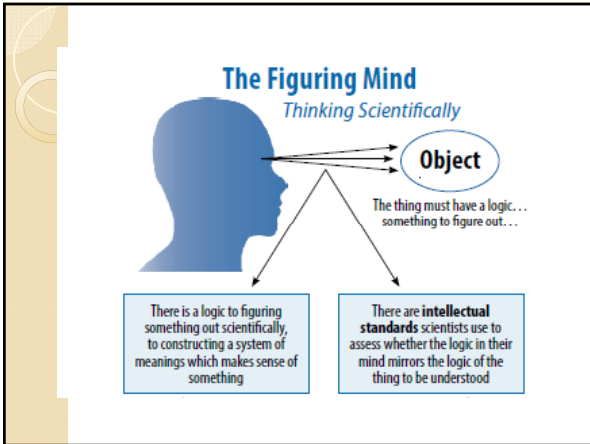 The Figuring Mind
Thinking Scientifically
Object
The thing must have a logic…
something to figure out…
There is a logic to figuring
something out scientifically,
to constructing a system of
meanings which makes sense of
something
There are intellectual
standards scientists use to
assess whether the logic in their
mind mirrors the logic of the
thing to be understood